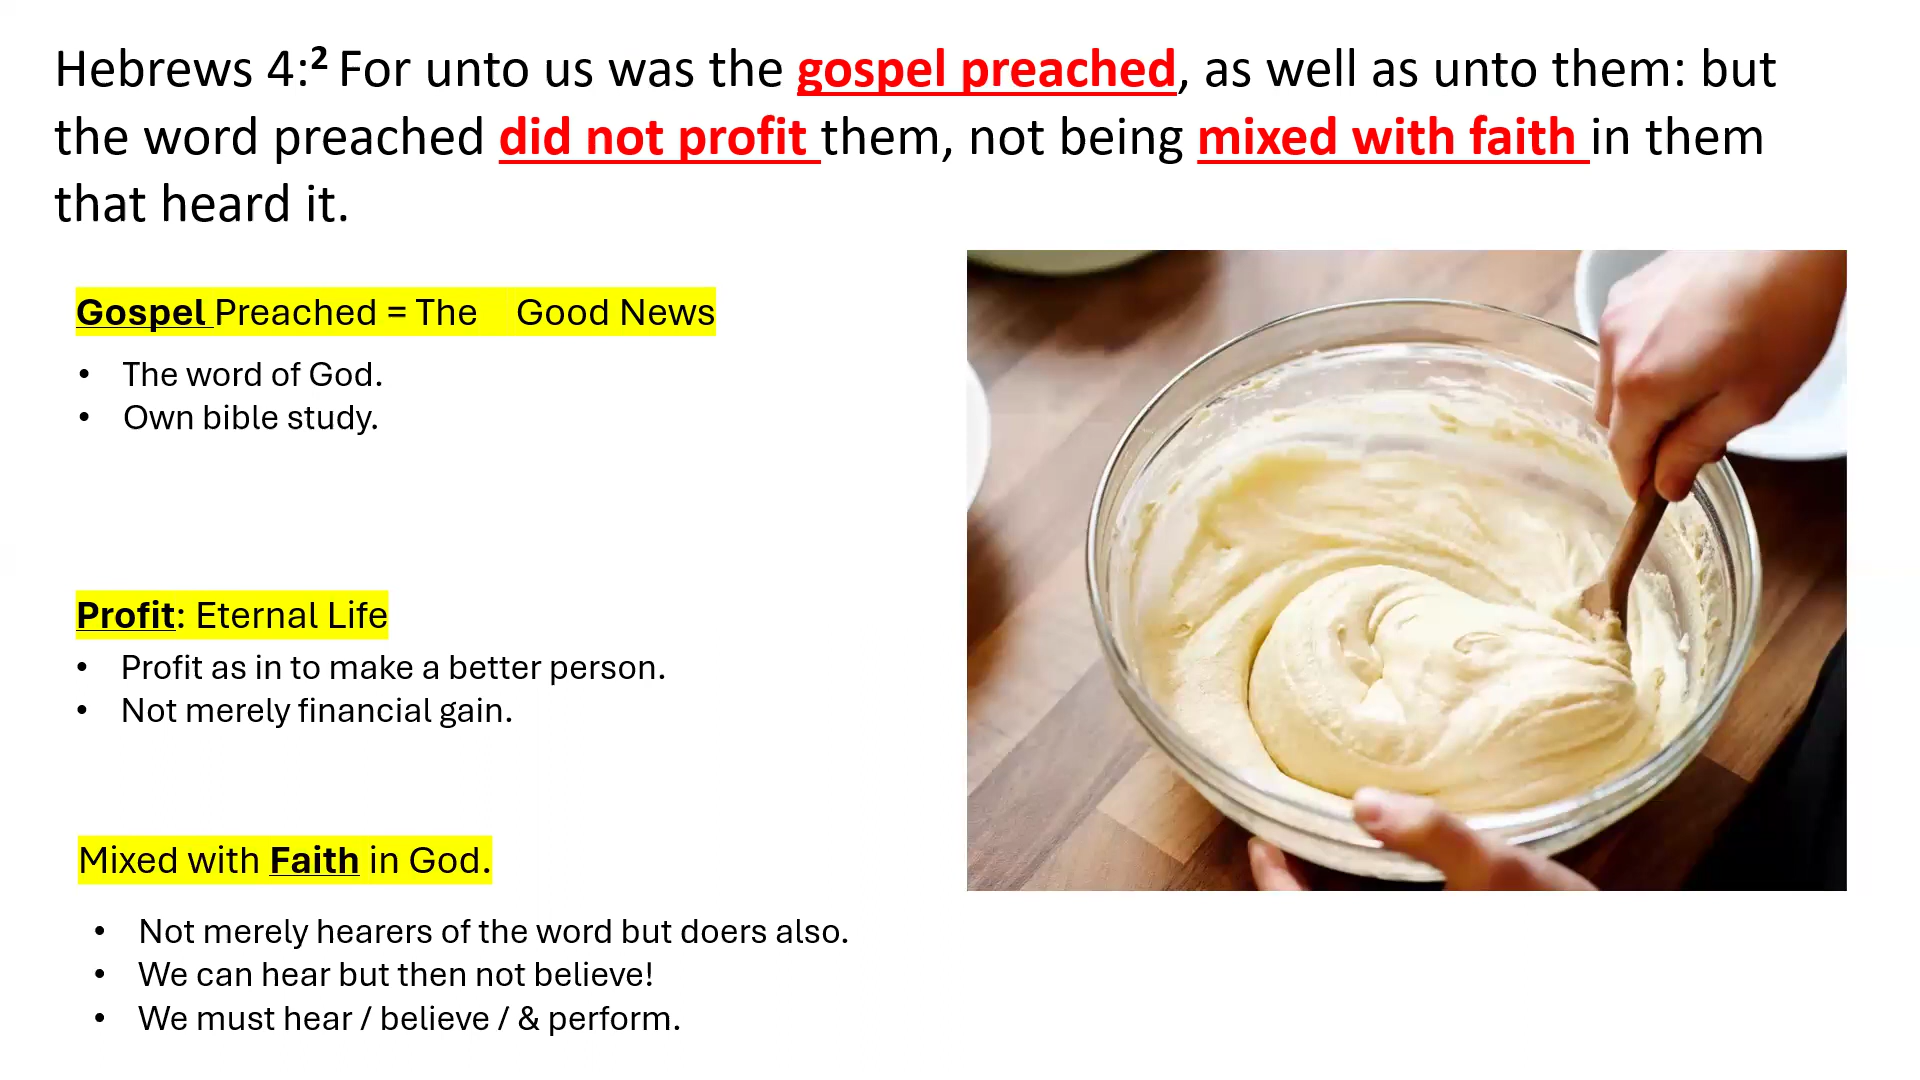 Hebrews 4:² For unto us was the gospel preached, as well as unto them: but
the word preached did not profit them, not being mixed with faith in them
that heard it.
Gospel Preached = The Good News
• The word of God.
• Own bible study.
Profit: Eternal Life
• Profit as in to make a better person.
• Not merely financial gain.
Mixed with Faith in God.
• Not merely hearers of the word but doers also.
• We can hear but then not believe!
• We must hear / believe / & perform.